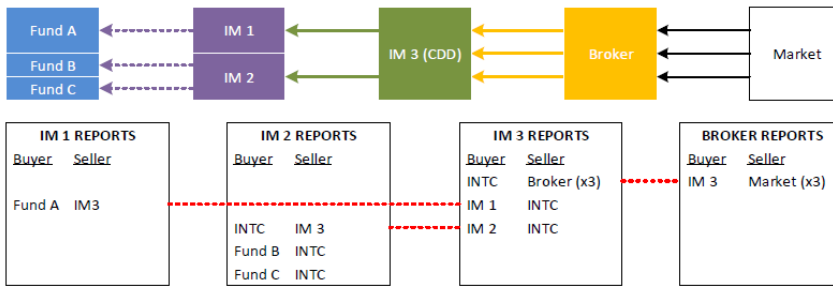 Fund A
IM 1
IM 3 (CDD)
Broker
Market
Fund B
IM 2
Fund C
IM 1 REPORTS
Buyer Seller
Fund A IM3
IM 2 REPORTS
Buyer Seller
INTC IM 3
Fund B INTC
Fund C INTC
IM 3 REPORTS
Buyer Seller
INTC Broker (x3)
IM 1 INTC
IM 2 INTC
BROKER REPORTS
Buyer Seller
IM 3 Market (x3)